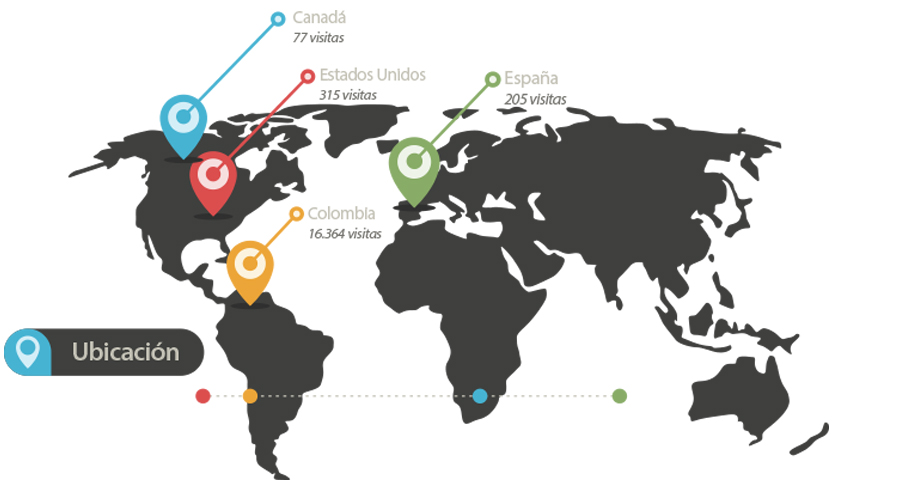 Canadá
77 visitas
Estados Unidos
315 visitas
España
205 visitas
Colombia
16.364 visitas
Ubicación